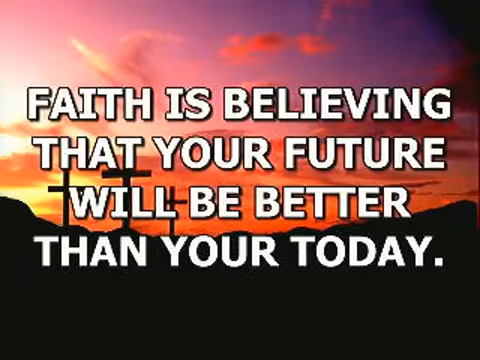 FAITH IS BELIEVING
THAT YOUR FUTURE
WILL BE BETTER
THAN YOUR TODAY.